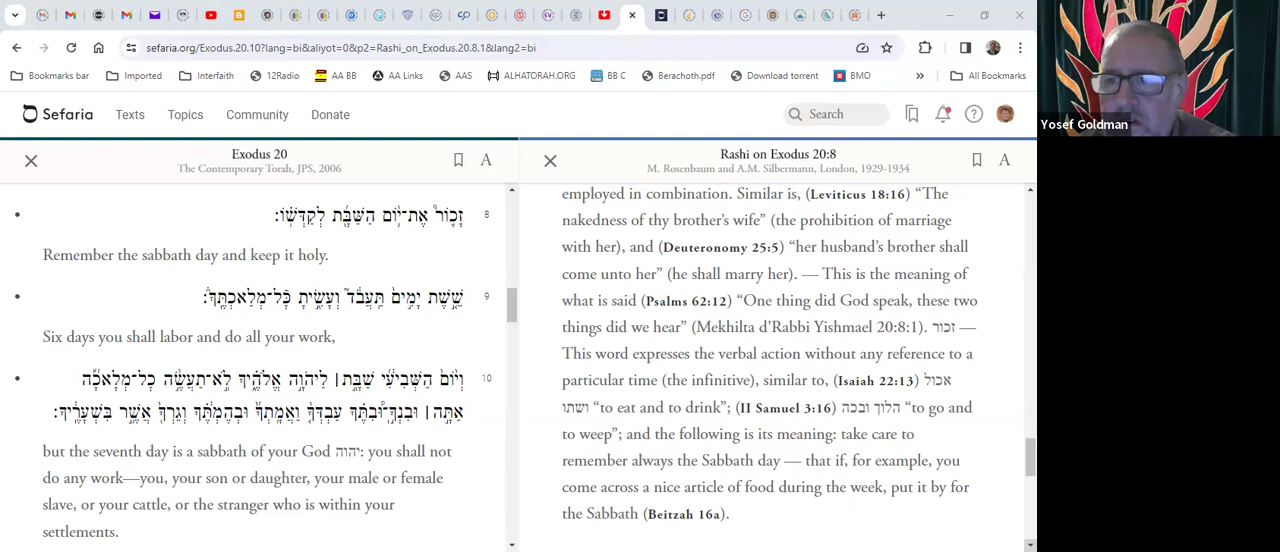 sefaria.org/Exodus.20.10?lang=bi&aliyot=0&p2=Rashi_on_Exodus.20.8.1&lang2=bi
Bookmarks bar Imported Interfaith 12Radio AA BB AA Links AAS ALHATORAH.ORG BB C Berachoth.pdf Download torrent BMO » All Bookmarks
Sefaria Texts Topics Community Donate Search
Yosef Goldman
Exodus 20
The Contemporary Torah, JPS, 2006
8 זָכ֛וֹר֩ אֶת־י֥֨וֹם הַשַּׁבָּ֖֜ת לְקַדְּשֽׁ֗וֹ׃
Remember the sabbath day and keep it holy.
9 שֵׁ֤֣שֶׁת יָמִ֣ים֙ תַּֽעֲבֹ֔ד֮ וְעָשִׂ֖֣יתָ כׇּל־מְלַאכְתֶּֽךָ֒׃
Six days you shall labor and do all your work,
10 וְי֨וֹם֙ הַשְּׁבִיעִ֔֜י שַׁבָּ֖֣ת ׀ לַיהֹוָ֣ה אֱלֹהֶ֑֗יךָ לֹֽ֣א־תַעֲשֶׂ֣֨ה כׇל־מְלָאכָ֡֜ה
אַתָּ֣ה ׀ וּבִנְךָ֣͏ֽ־וּ֠בִתֶּ֗ךָ עַבְדְּךָ֤֨ וַאֲמָֽתְךָ֜֙ וּבְהֶמְתֶּ֔֗ךָ וְגֵרְךָ֖֙ אֲשֶׁ֥֣ר בִּשְׁעָרֶֽ֔יךָ׃
but the seventh day is a sabbath of your God יהוה: you shall not
do any work—you, your son or daughter, your male or female
slave, or your cattle, or the stranger who is within your
settlements.
Rashi on Exodus 20:8
M. Rosenbaum and A.M. Silbermann, London, 1929-1934
employed in combination. Similar is, (Leviticus 18:16) “The
nakedness of thy brother’s wife” (the prohibition of marriage
with her), and (Deuteronomy 25:5) “her husband’s brother shall
come unto her” (he shall marry her). — This is the meaning of
what is said (Psalms 62:12) “One thing did God speak, these two
things did we hear” (Mekhilta d'Rabbi Yishmael 20:8:1). זכור —
This word expresses the verbal action without any reference to a
particular time (the infinitive), similar to, (Isaiah 22:13) אכול
ושתו “to eat and to drink”; (II Samuel 3:16) הלוך ובכה “to go and
to weep”; and the following is its meaning: take care to
remember always the Sabbath day — that if, for example, you
come across a nice article of food during the week, put it by for
the Sabbath (Beitzah 16a).